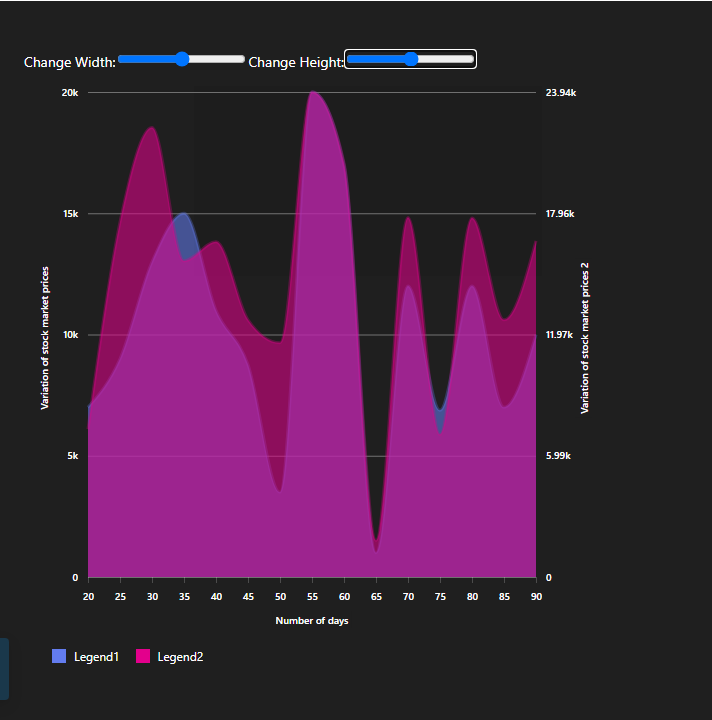 Change Width: Change Height:
20k 23.94k
15k 17.96k
Variation of stock market prices
Variation of stock market prices 2
10k 11.97k
5k 5.99k
0 0
20 25 30 35 40 45 50 55 60 65 70 75 80 85 90
Number of days
Legend1 Legend2